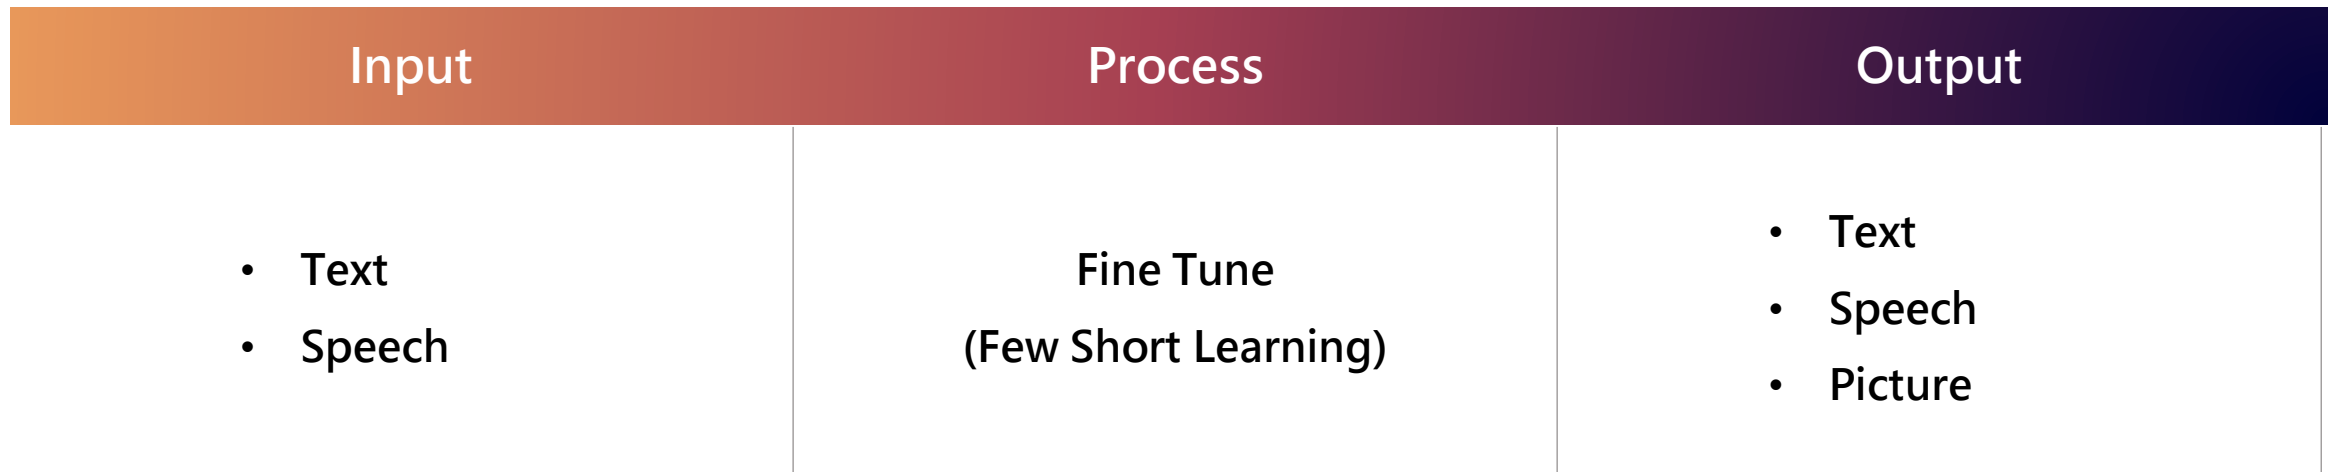 Input
Process
Output
• Text
• Speech
Fine Tune
(Few Short Learning)
• Text
• Speech
• Picture